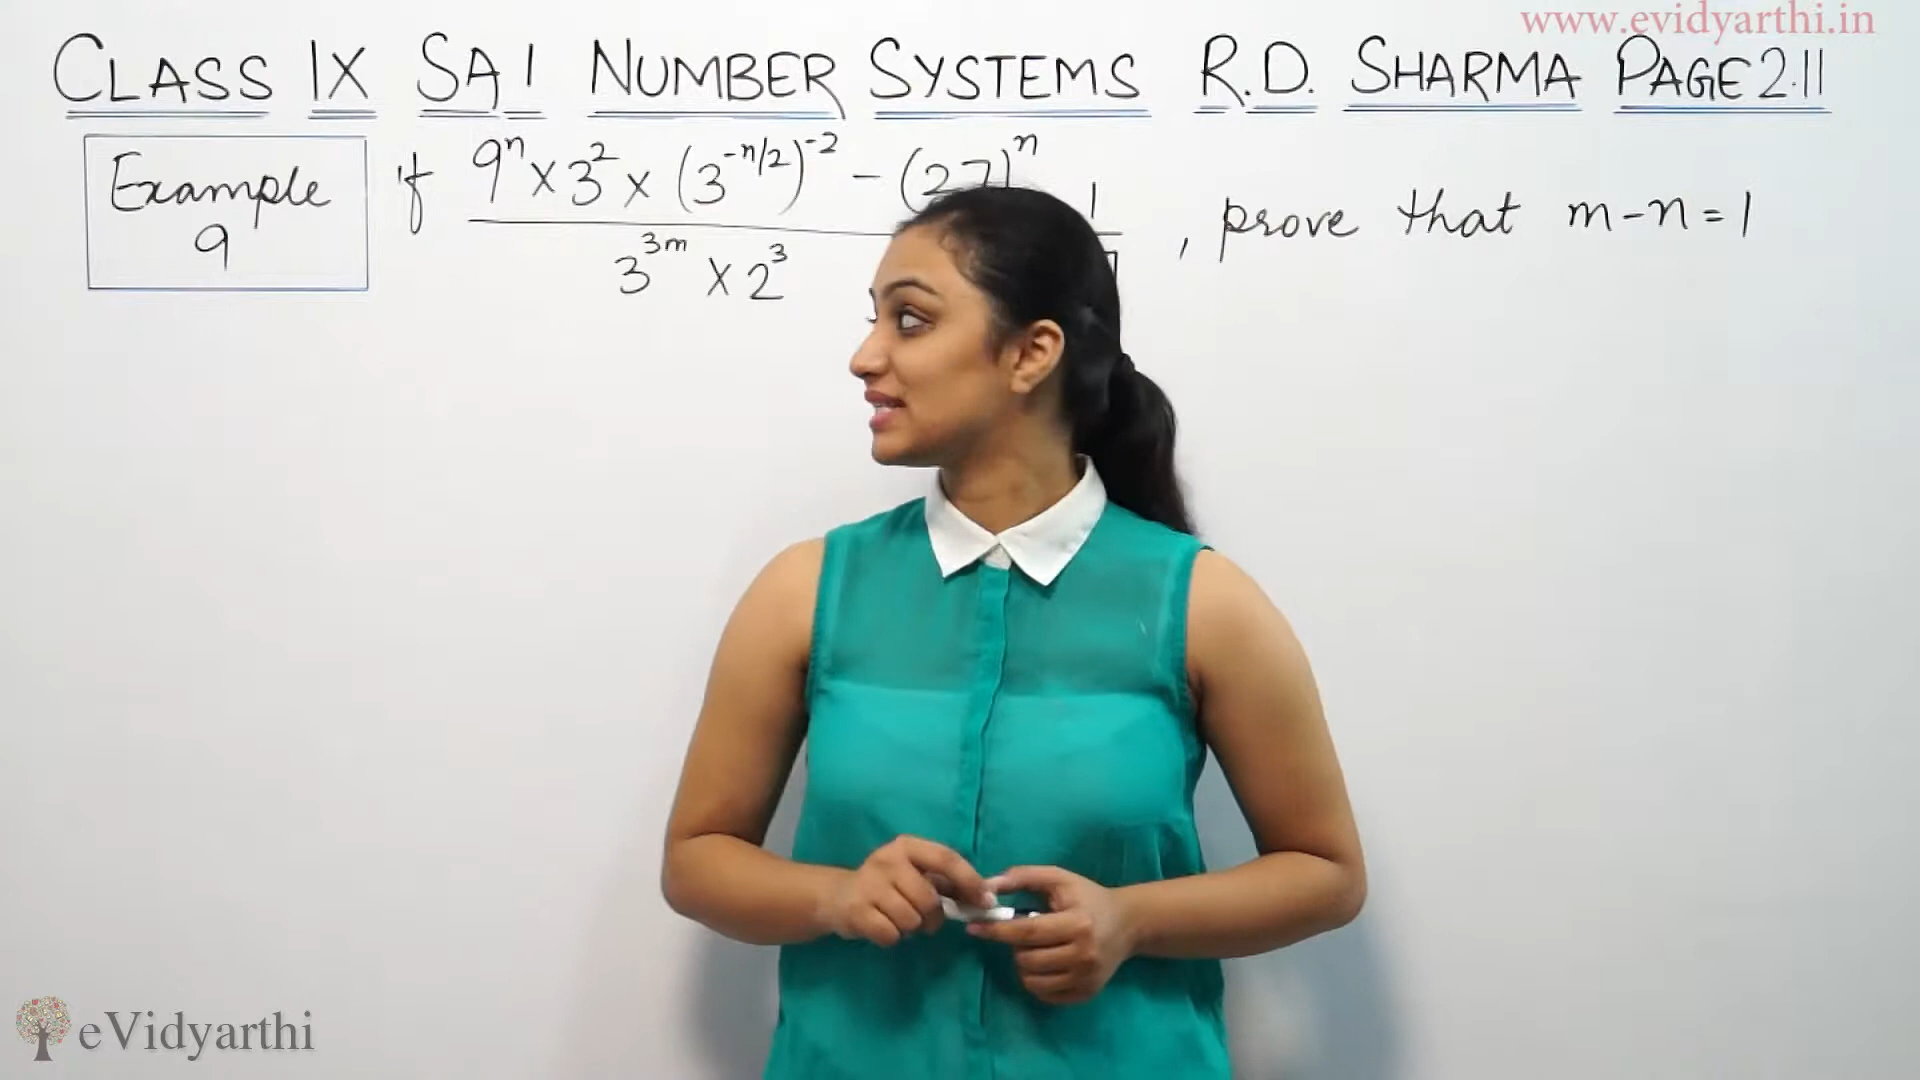 www.evidyarthi.in
CLASS IX SA 1 NUMBER SYSTEMS R.D. SHARMA PAGE 2.11
Example 9
if 9ⁿ × 3² × (3^(-n/2))^(-2) - (27)ⁿ
3^(3m) × 2³
1
, prove that m-n=1
eVidyarthi